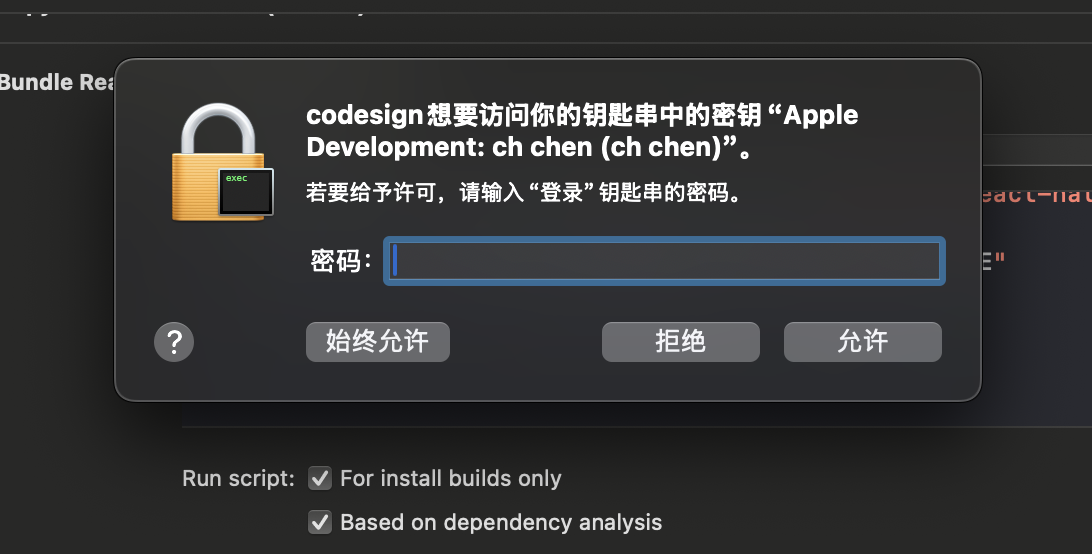 Bundle Rea
codesign想要访问你的钥匙串中的密钥“Apple
Development: ch chen (ch chen)”。
exec
若要给予许可，请输入“登录”钥匙串的密码。
eact-nat
密码：
E"
?
始终允许
拒绝
允许
Run script:
For install builds only
Based on dependency analysis